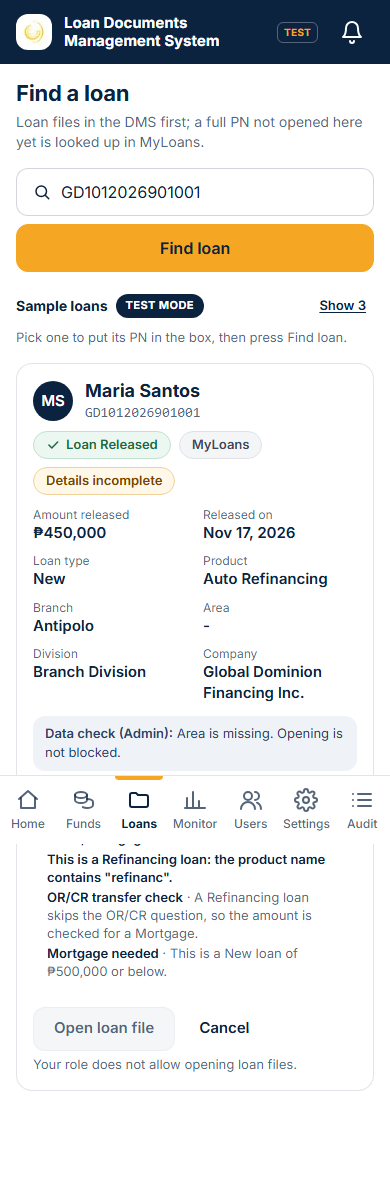 Loan Documents
Management System
TEST
Find a loan
Loan files in the DMS first; a full PN not opened here
yet is looked up in MyLoans.
GD1012026901001
Find loan
Sample loans
TEST MODE
Show 3
Pick one to put its PN in the box, then press Find loan.
MS
Maria Santos
GD1012026901001
Loan Released
MyLoans
Details incomplete
Amount released
Released on
₱450,000
Nov 17, 2026
Loan type
Product
New
Auto Refinancing
Branch
Area
Antipolo
-
Division
Company
Branch Division
Global Dominion
Financing Inc.
Data check (Admin): Area is missing. Opening is
not blocked.
Home
Funds
Loans
Monitor
Users
Settings
Audit
This is a Refinancing loan: the product name
contains "refinanc".
OR/CR transfer check · A Refinancing loan
skips the OR/CR question, so the amount is
checked for a Mortgage.
Mortgage needed · This is a New loan of
₱500,000 or below.
Open loan file
Cancel
Your role does not allow opening loan files.